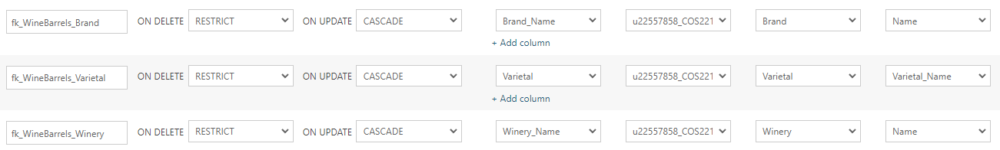 fk_WineBarrels_Brand ON DELETE RESTRICT ON UPDATE CASCADE Brand_Name u22557858_COS221 Brand Name
+ Add column
fk_WineBarrels_Varietal ON DELETE RESTRICT ON UPDATE CASCADE Varietal u22557858_COS221 Varietal Varietal_Name
+ Add column
fk_WineBarrels_Winery ON DELETE RESTRICT ON UPDATE CASCADE Winery_Name u22557858_COS221 Winery Name